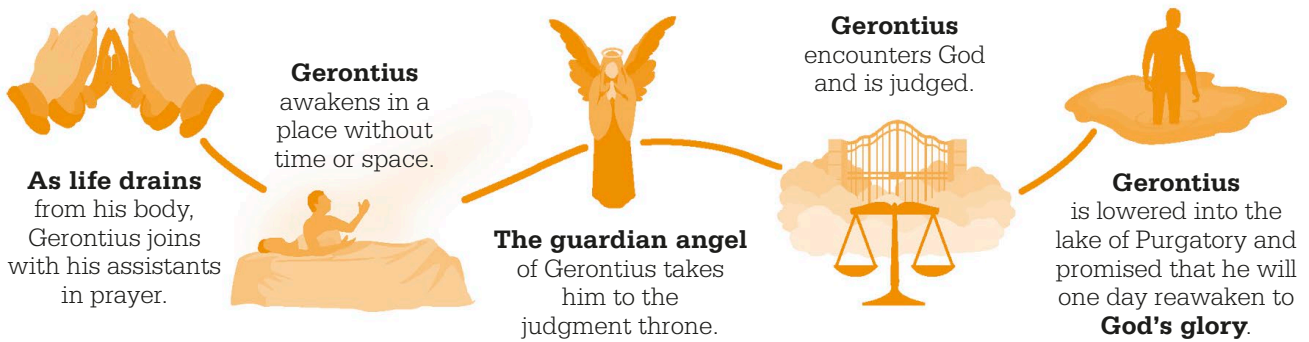 As life drains
from his body,
Gerontius joins
with his assistants
in prayer.
Gerontius
awakens in a
place without
time or space.
The guardian angel
of Gerontius takes
him to the
judgment throne.
Gerontius
encounters God
and is judged.
Gerontius
is lowered into the
lake of Purgatory and
promised that he will
one day reawaken to
God's glory.